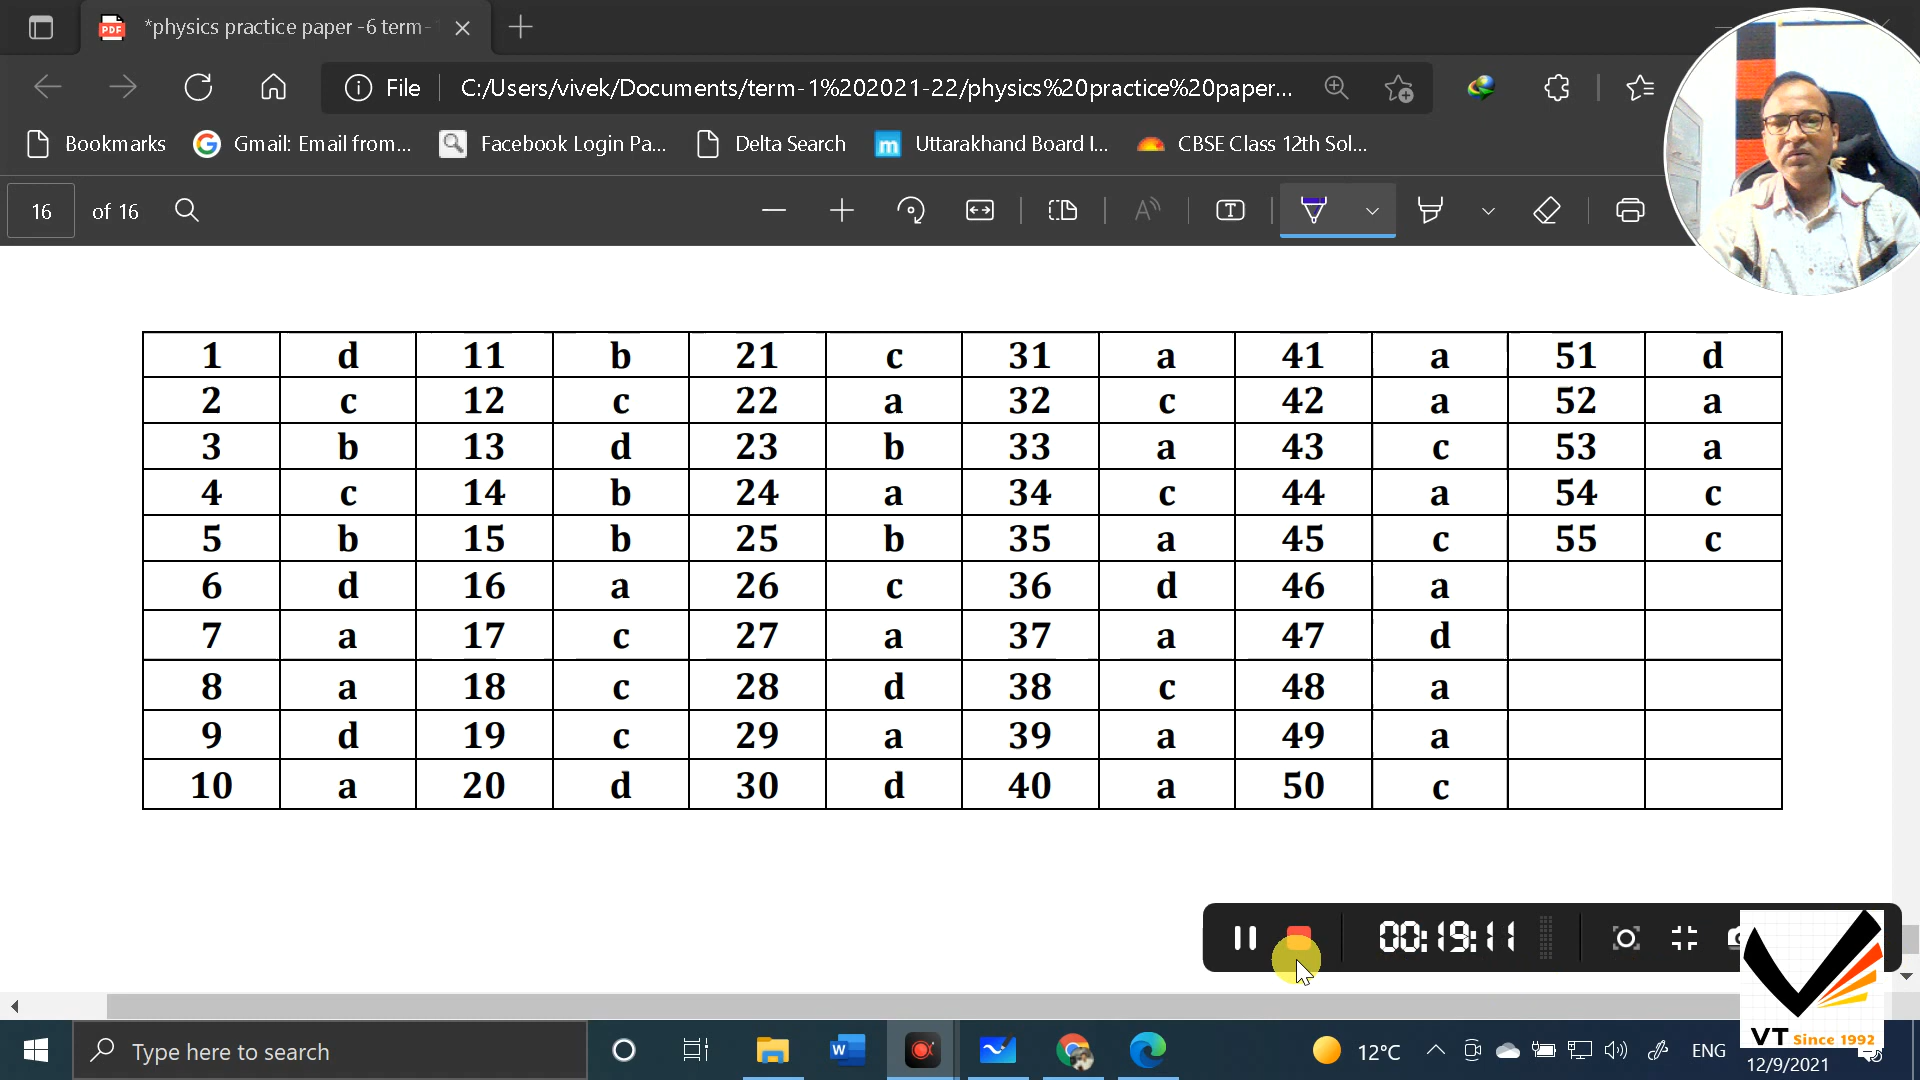 *physics practice paper -6 term-
File C:/Users/vivek/Documents/term-1%202021-22/physics%20practice%20paper...
Bookmarks Gmail: Email from... Facebook Login Pa... Delta Search Uttarakhand Board I... CBSE Class 12th Sol...
16 of 16
1 d 11 b 21 c 31 a 41 a 51 d
2 c 12 c 22 a 32 c 42 a 52 a
3 b 13 d 23 b 33 a 43 c 53 a
4 c 14 b 24 a 34 c 44 a 54 c
5 b 15 b 25 b 35 a 45 c 55 c
6 d 16 a 26 c 36 d 46 a
7 a 17 c 27 a 37 a 47 d
8 a 18 c 28 d 38 c 48 a
9 d 19 c 29 a 39 a 49 a
10 a 20 d 30 d 40 a 50 c
00:19:11
VT Since 1992
Type here to search 12°C ENG
12/9/2021